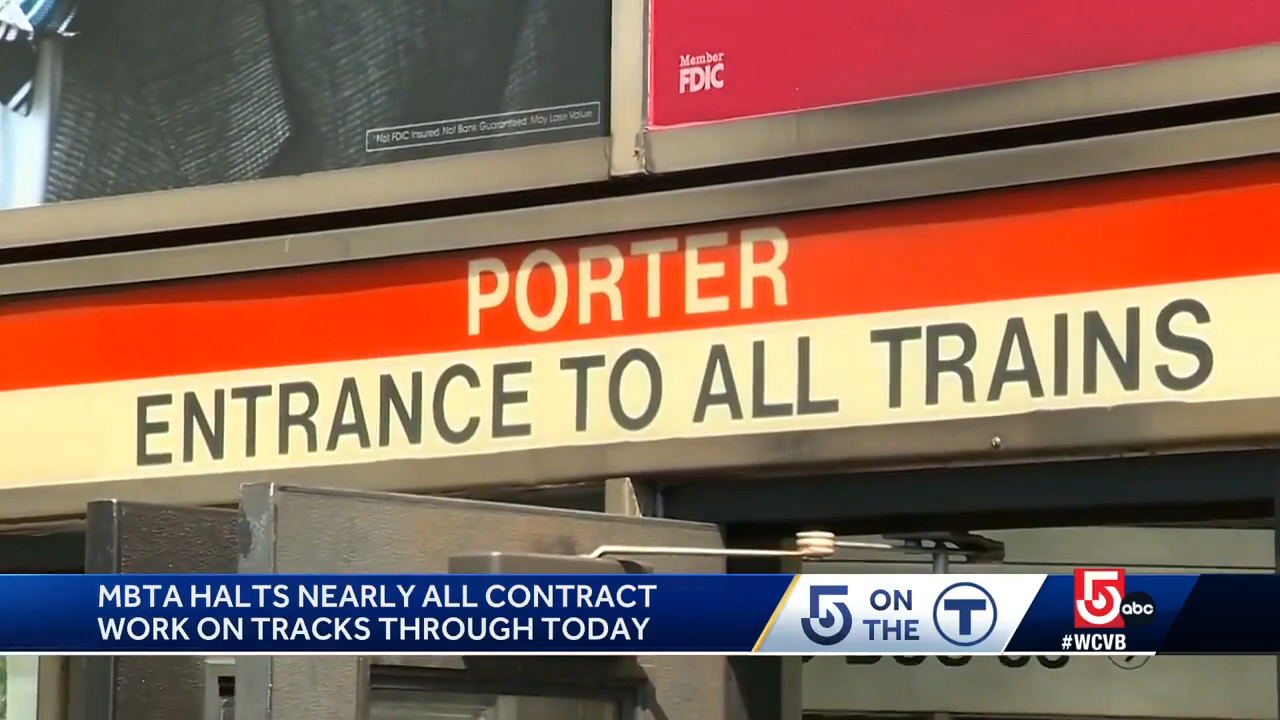 Member
FDIC
*Not FDIC Insured. Not Bank Guaranteed. May Lose Value.
PORTER
ENTRANCE TO ALL TRAINS
MBTA HALTS NEARLY ALL CONTRACT
WORK ON TRACKS THROUGH TODAY
5 ON
THE T
5 abc
#WCVB